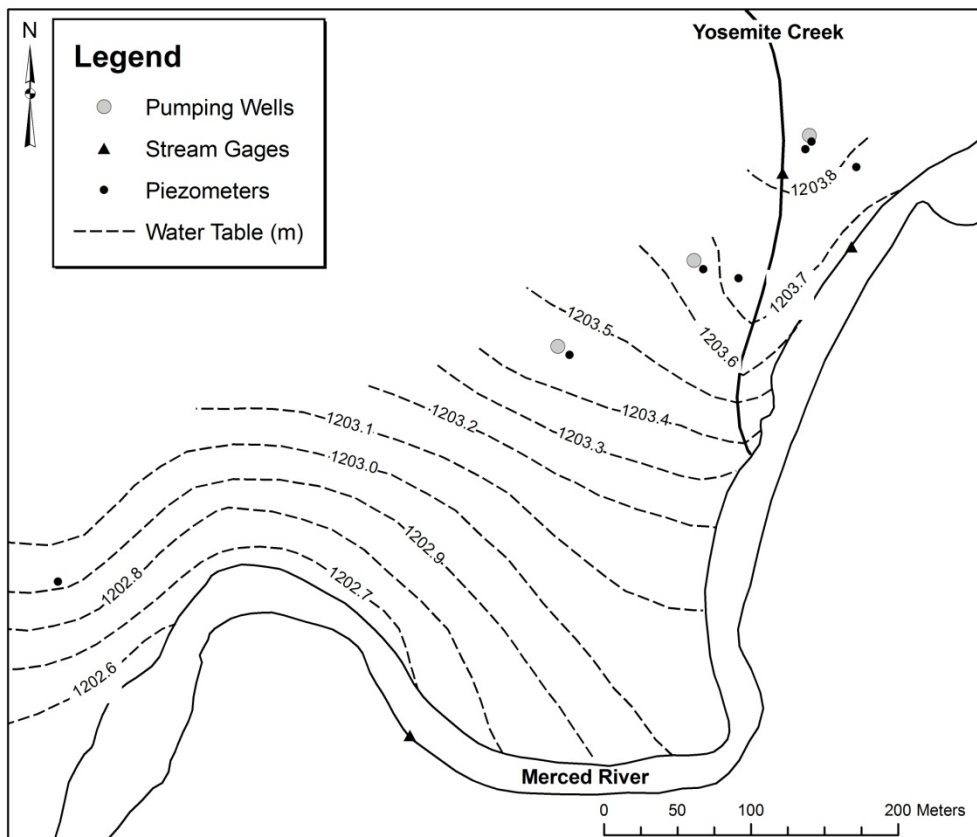 N
Legend
Pumping Wells
Stream Gages
Piezometers
Water Table (m)
Yosemite Creek
1203.8
1203.7
1203.6
1203.5
1203.4
1203.3
1203.2
1203.1
1203.0
1202.9
1202.8
1202.7
1202.6
Merced River
0 50 100 200 Meters